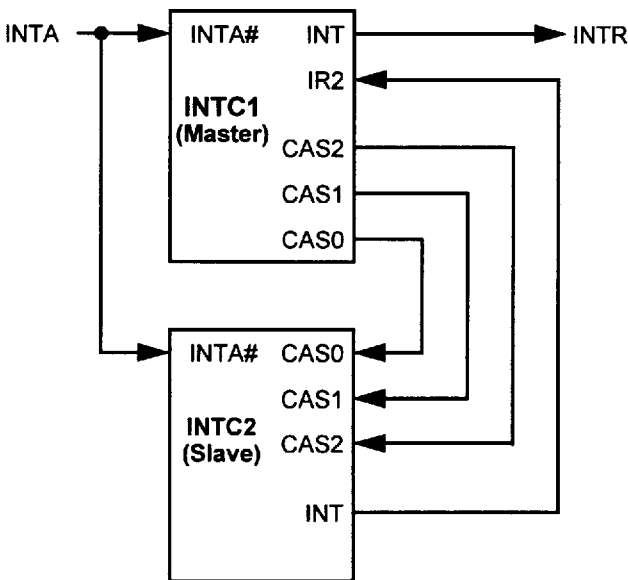 INTA
INTA#
INT
INTR
IR2
INTC1
(Master)
CAS2
CAS1
CAS0
INTA#
CAS0
CAS1
INTC2
(Slave)
CAS2
INT